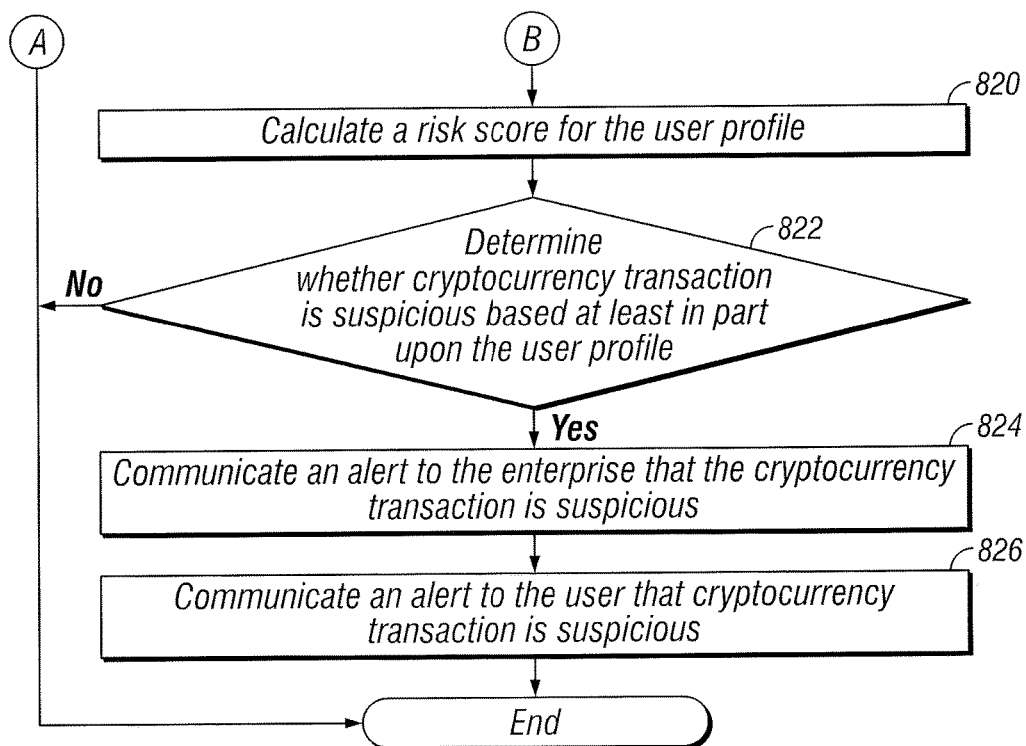 A
B
820
Calculate a risk score for the user profile
822
Determine
whether cryptocurrency transaction
is suspicious based at least in part
upon the user profile
No
Yes
824
Communicate an alert to the enterprise that the cryptocurrency
transaction is suspicious
826
Communicate an alert to the user that cryptocurrency
transaction is suspicious
End